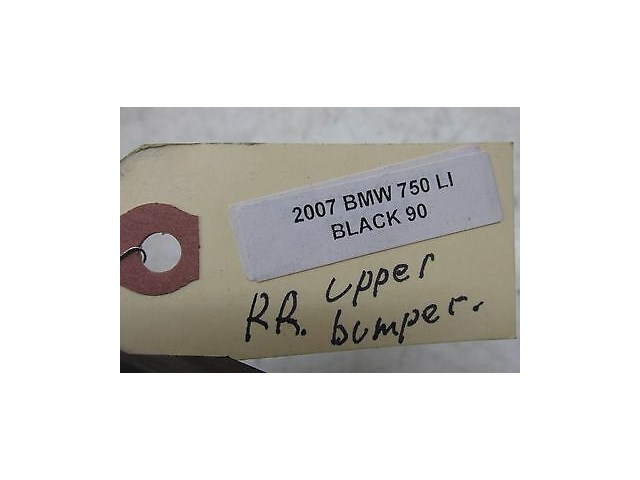 2007 BMW 750 LI
BLACK 90
RR. upper
bumper.